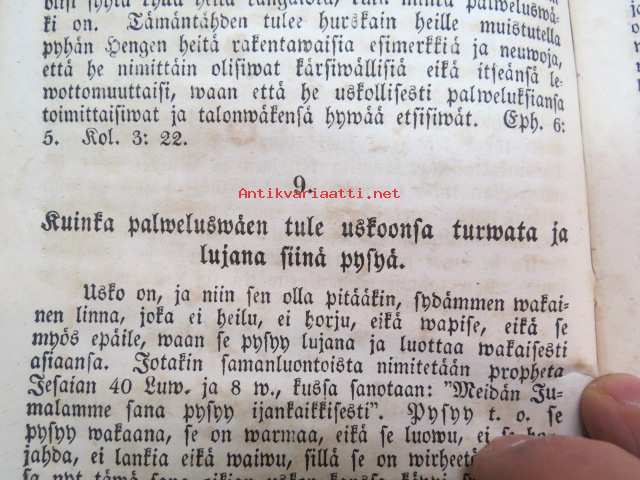 ki on. Tämäntähden tulee hurskain heille muistutella
pyhän Hengen heitä rakentawaisia esimerkkiä ja neuwoja,
että he nimittäin olisiwat kärsiwällisiä eikä itseänsä le-
wottomuuttaisi, waan että he uskollisesti palweluksiansa
toimittaisiwat ja talonwäkensä hywää etsisiwät. Eph. 6:
5. Kol. 3: 22.
9.
Antikvariaatti.net
Kuinka palweluswäen tule uskoonsa turwata ja
lujana siinä pysyä.
Usko on, ja niin sen olla pitääkin, sydämmen wakai-
nen linna, joka ei heilu, ei horju, eikä wapise, eikä se
myös epäile, waan se pysyy lujana ja luottaa wakaisesti
asiaansa. Jotakin samanluontoista nimitetään propheta
Jesaian 40 Luw. ja 8 w., kussa sanotaan: "Meidän Ju-
malamme sana pysyy ijankaikkisesti". Pysyy t. o. se
pysyy wakaana, se on warmaa, eikä se luowu, ei se
jahda, ei lankia eikä waiwu, sillä se on